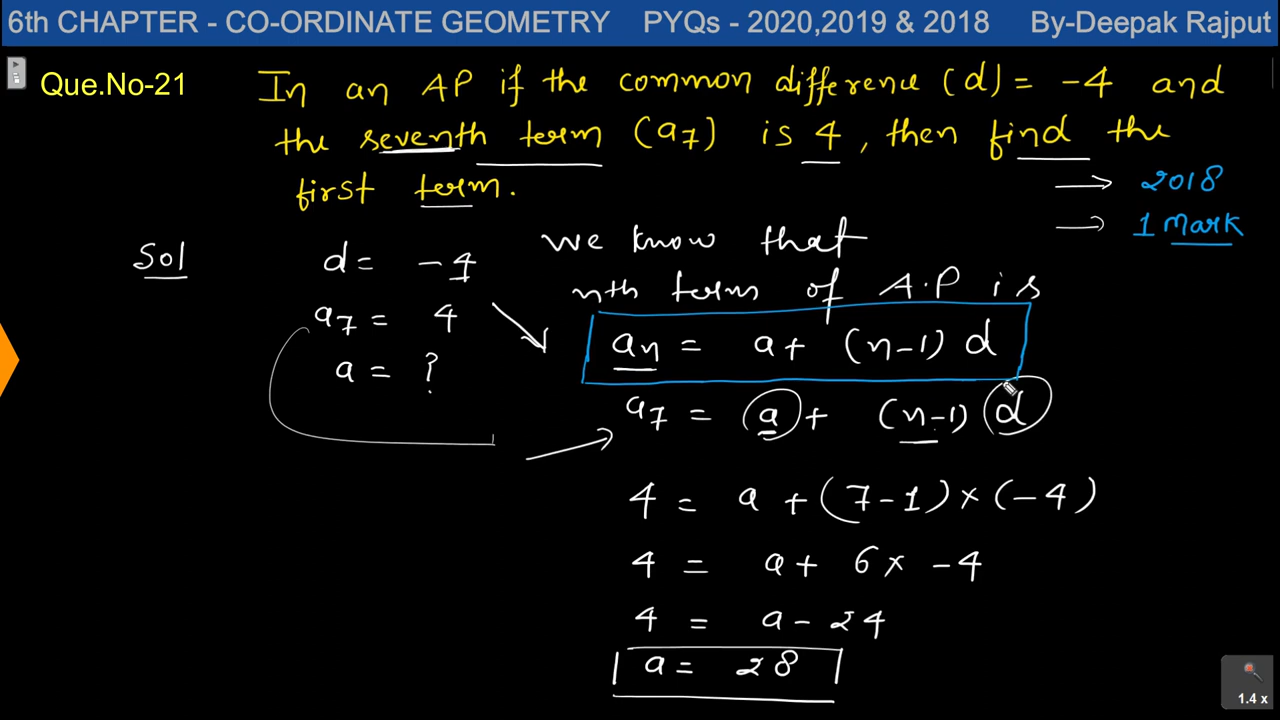 6th CHAPTER - CO-ORDINATE GEOMETRY PYQs - 2020,2019 & 2018 By-Deepak Rajput
Que.No-21 In an AP if the common difference (d) = -4 and
the seventh term (a7) is 4, then find the
first term.
→ 2018
→ 1 Mark
Sol
d = -4
a7 = 4
a = ?
We know that
nth term of A.P is
an = a + (n-1) d
a7 = a + (n-1) d
4 = a + (7-1) × (-4)
4 = a + 6 × -4
4 = a - 24
a = 28
1.4 x